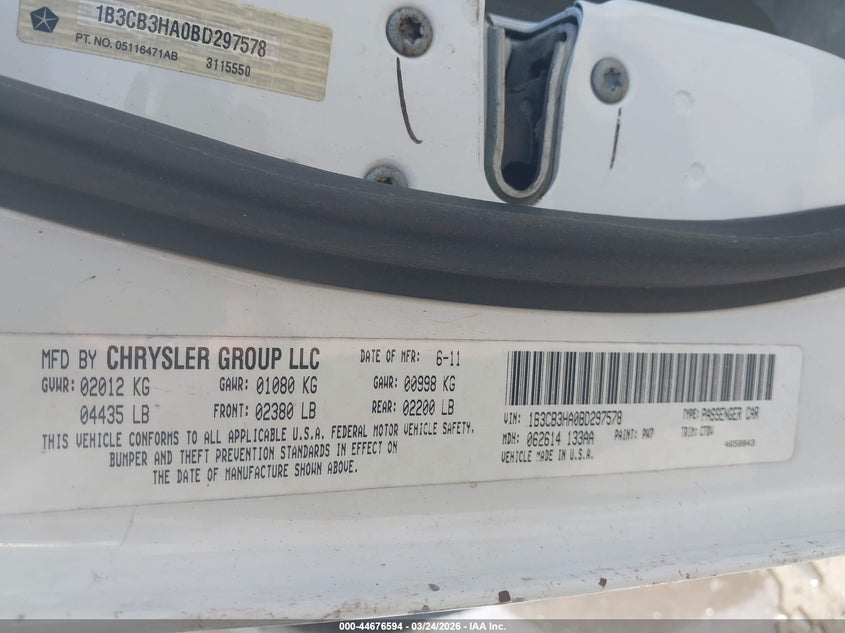 1B3CB3HA0BD297578
PT. NO. 05116471AB 3115550
MFD BY CHRYSLER GROUP LLC DATE OF MFR: 6-11
GVWR: 02012 KG GAWR: 01080 KG GAWR: 00998 KG
04435 LB FRONT: 02380 LB REAR: 02200 LB
THIS VEHICLE CONFORMS TO ALL APPLICABLE U.S.A. FEDERAL MOTOR VEHICLE SAFETY,
BUMPER AND THEFT PREVENTION STANDARDS IN EFFECT ON
THE DATE OF MANUFACTURE SHOWN ABOVE.
VIN: 1B3CB3HA0BD297578 TYPE: PASSENGER CAR
MDH: 062614 133AA PAINT: PW7 TRIM: C7DV
VEHICLE MADE IN U.S.A. 4650843
000-44676594 - 03/24/2026 - IAA Inc.